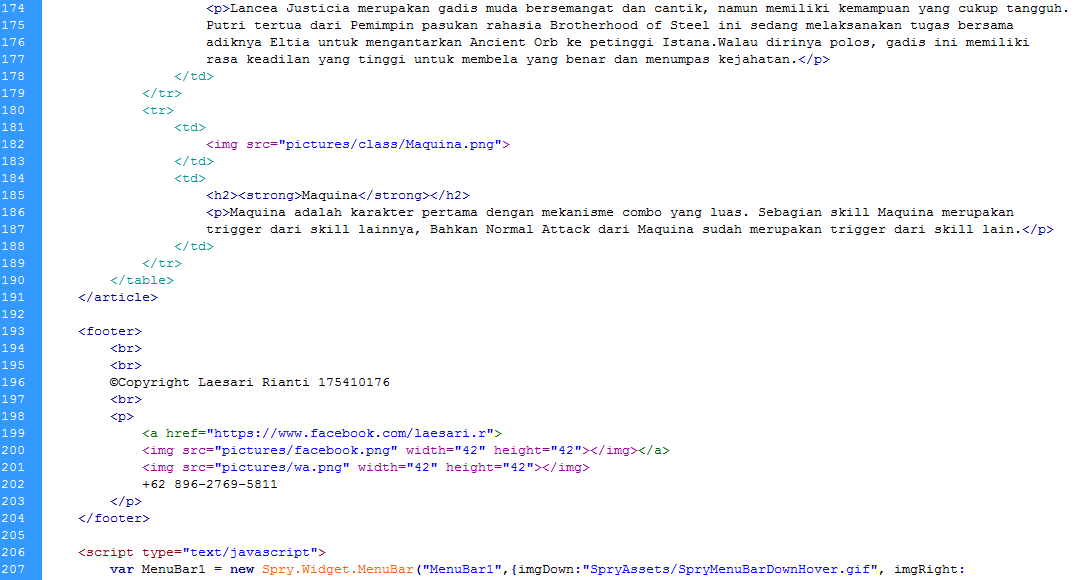 174 <p>Lancea Justicia merupakan gadis muda bersemangat dan cantik, namun memiliki kemampuan yang cukup tangguh.
175 Putri tertua dari Pemimpin pasukan rahasia Brotherhood of Steel ini sedang melaksanakan tugas bersama
176 adiknya Eltia untuk mengantarkan Ancient Orb ke petinggi Istana.Walau dirinya polos, gadis ini memiliki
177 rasa keadilan yang tinggi untuk membela yang benar dan menumpas kejahatan.</p>
178 </td>
179 </tr>
180 <tr>
181 <td>
182 <img src="pictures/class/Maquina.png">
183 </td>
184 <td>
185 <h2><strong>Maquina</strong></h2>
186 <p>Maquina adalah karakter pertama dengan mekanisme combo yang luas. Sebagian skill Maquina merupakan
187 trigger dari skill lainnya, Bahkan Normal Attack dari Maquina sudah merupakan trigger dari skill lain.</p>
188 </td>
189 </tr>
190 </table>
191 </article>
192
193 <footer>
194 <br>
195 <br>
196 ©Copyright Laesari Rianti 175410176
197 <br>
198 <p>
199 <a href="https://www.facebook.com/laesari.r">
200 <img src="pictures/facebook.png" width="42" height="42"></img></a>
201 <img src="pictures/wa.png" width="42" height="42"></img>
202 +62 896-2769-5811
203 </p>
204 </footer>
205
206 <script type="text/javascript">
207 var MenuBar1 = new Spry.Widget.MenuBar("MenuBar1",{imgDown:"SpryAssets/SpryMenuBarDownHover.gif", imgRight: